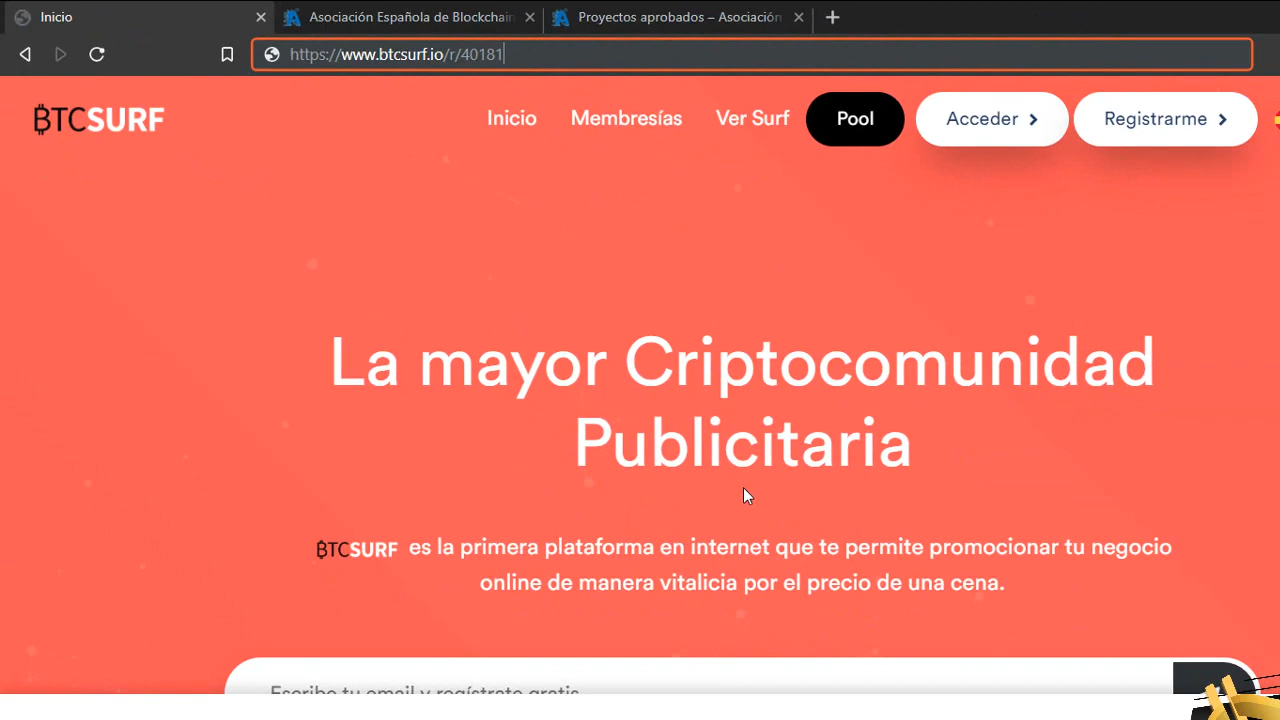 Inicio
Asociación Española de Blockchain
Proyectos aprobados – Asociación
https://www.btcsurf.io/r/40181
BTCSURF
Inicio
Membresías
Ver Surf
Pool
Acceder
Registrarme
La mayor Criptocomunidad
Publicitaria
BTCSURF es la primera plataforma en internet que te permite promocionar tu negocio
online de manera vitalicia por el precio de una cena.
Escribe tu email y regístrate gratis